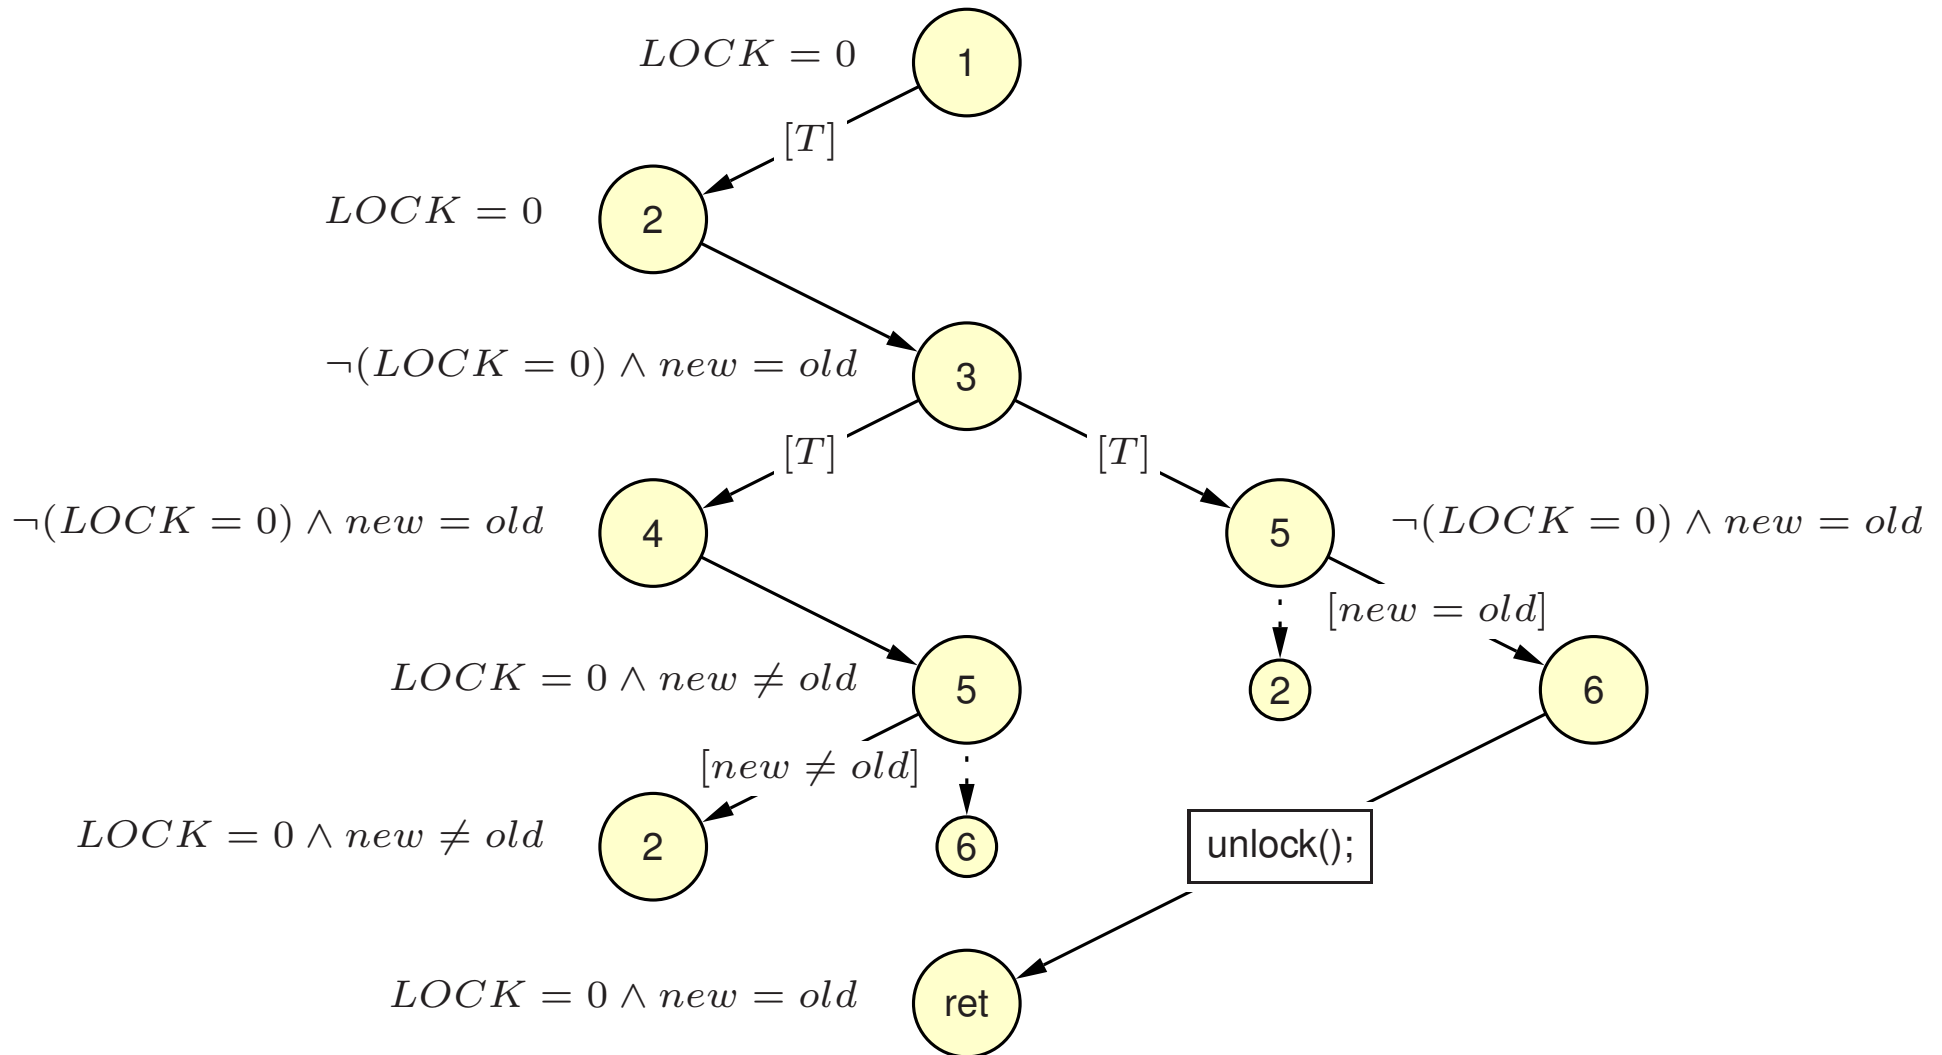 LOCK = 0
1
[T]
LOCK = 0
2
¬(LOCK = 0) ∧ new = old
3
[T]
[T]
¬(LOCK = 0) ∧ new = old
4
5
¬(LOCK = 0) ∧ new = old
[new = old]
LOCK = 0 ∧ new ≠ old
5
2
6
[new ≠ old]
LOCK = 0 ∧ new ≠ old
2
6
unlock();
LOCK = 0 ∧ new = old
ret